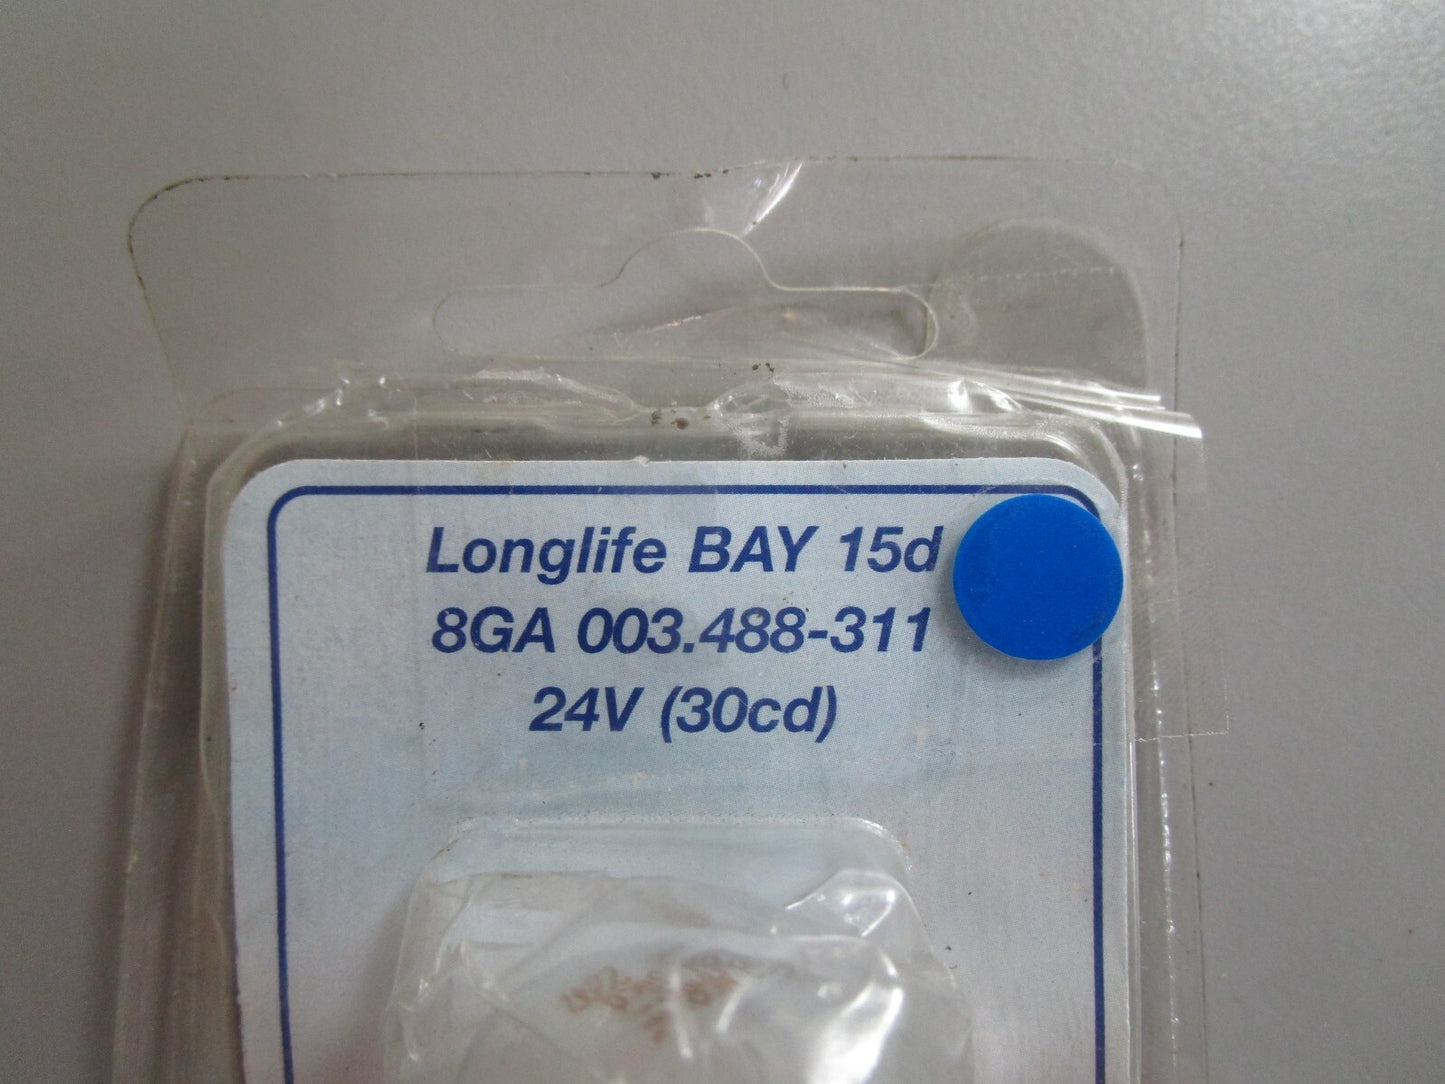 Longlife BAY 15d
8GA 003.488-311
24V (30cd)